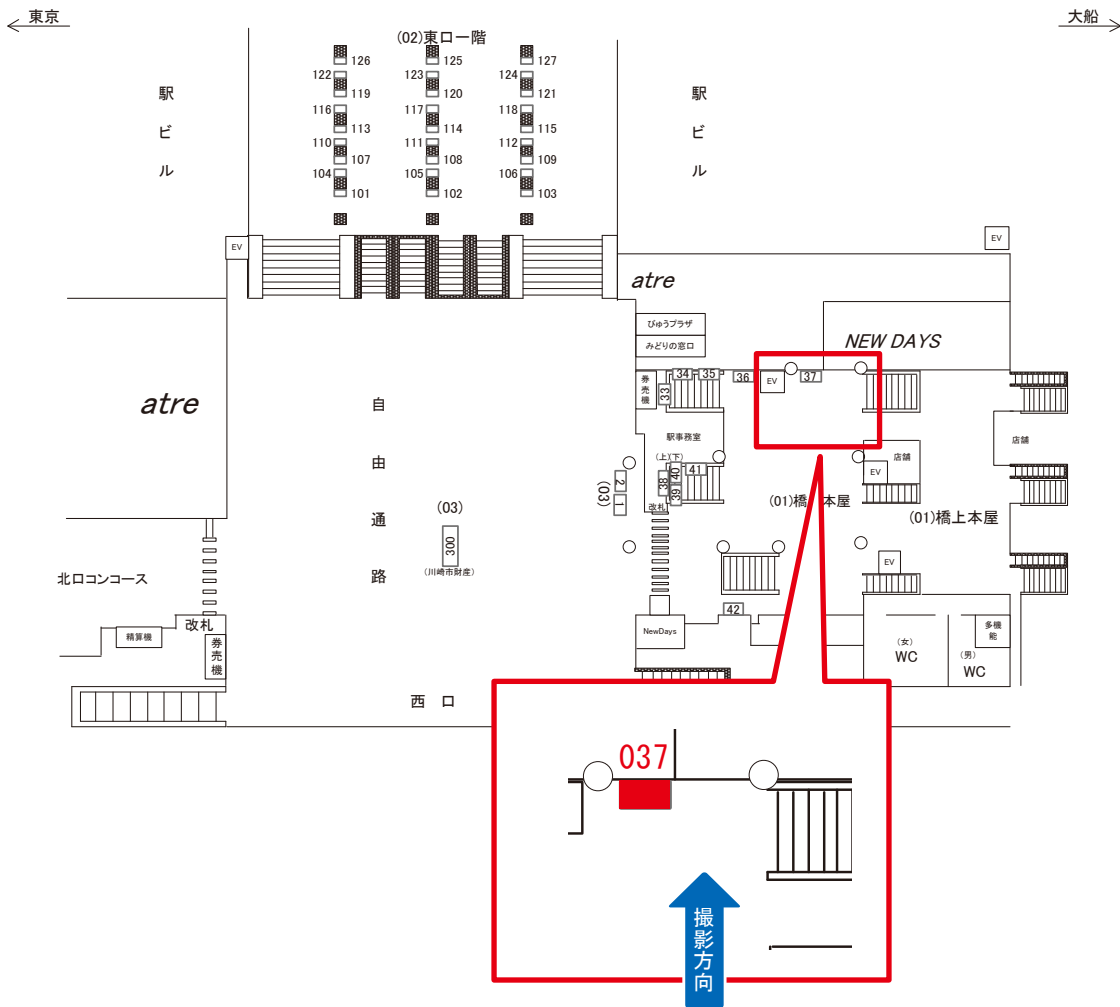 東京
大船
(02)東口一階
126 125 127
122 123 124
119 120 121
116 117 118
113 114 115
110 111 112
107 108 109
104 105 106
101 102 103
駅ビル
駅ビル
EV
EV
atre
びゅうプラザ
みどりの窓口
NEW DAYS
atre
自由通路
券売機
33
34
35
36
EV
37
駅事務室
(上)(下)
38
40
39
41
改札
店舗
EV
店舗
(03)
2
1
(03)
300
(川崎市財産)
(01)橋 本屋
(01)橋上本屋
EV
北口コンコース
改札
精算機
券売機
42
NewDays
(女)
WC
(男)
WC
多機能
西口
037
撮影方向